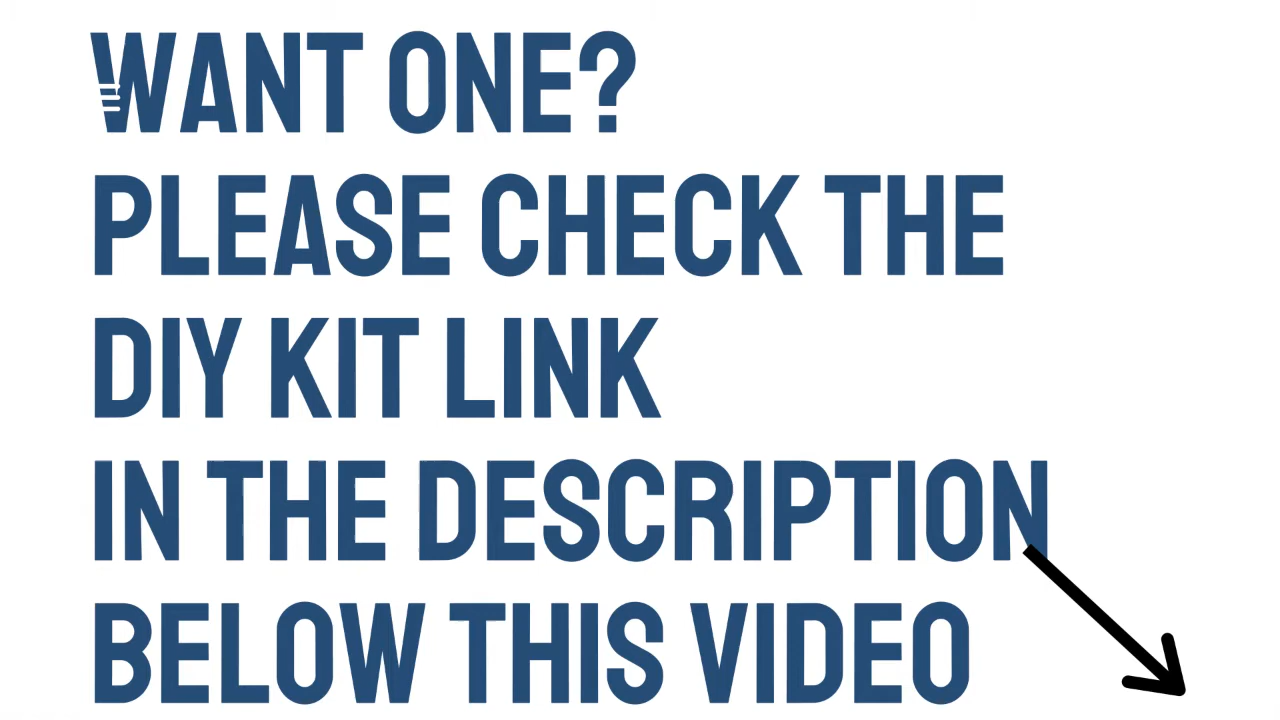 WANT ONE?
PLEASE CHECK THE
DIY KIT LINK
IN THE DESCRIPTION
BELOW THIS VIDEO